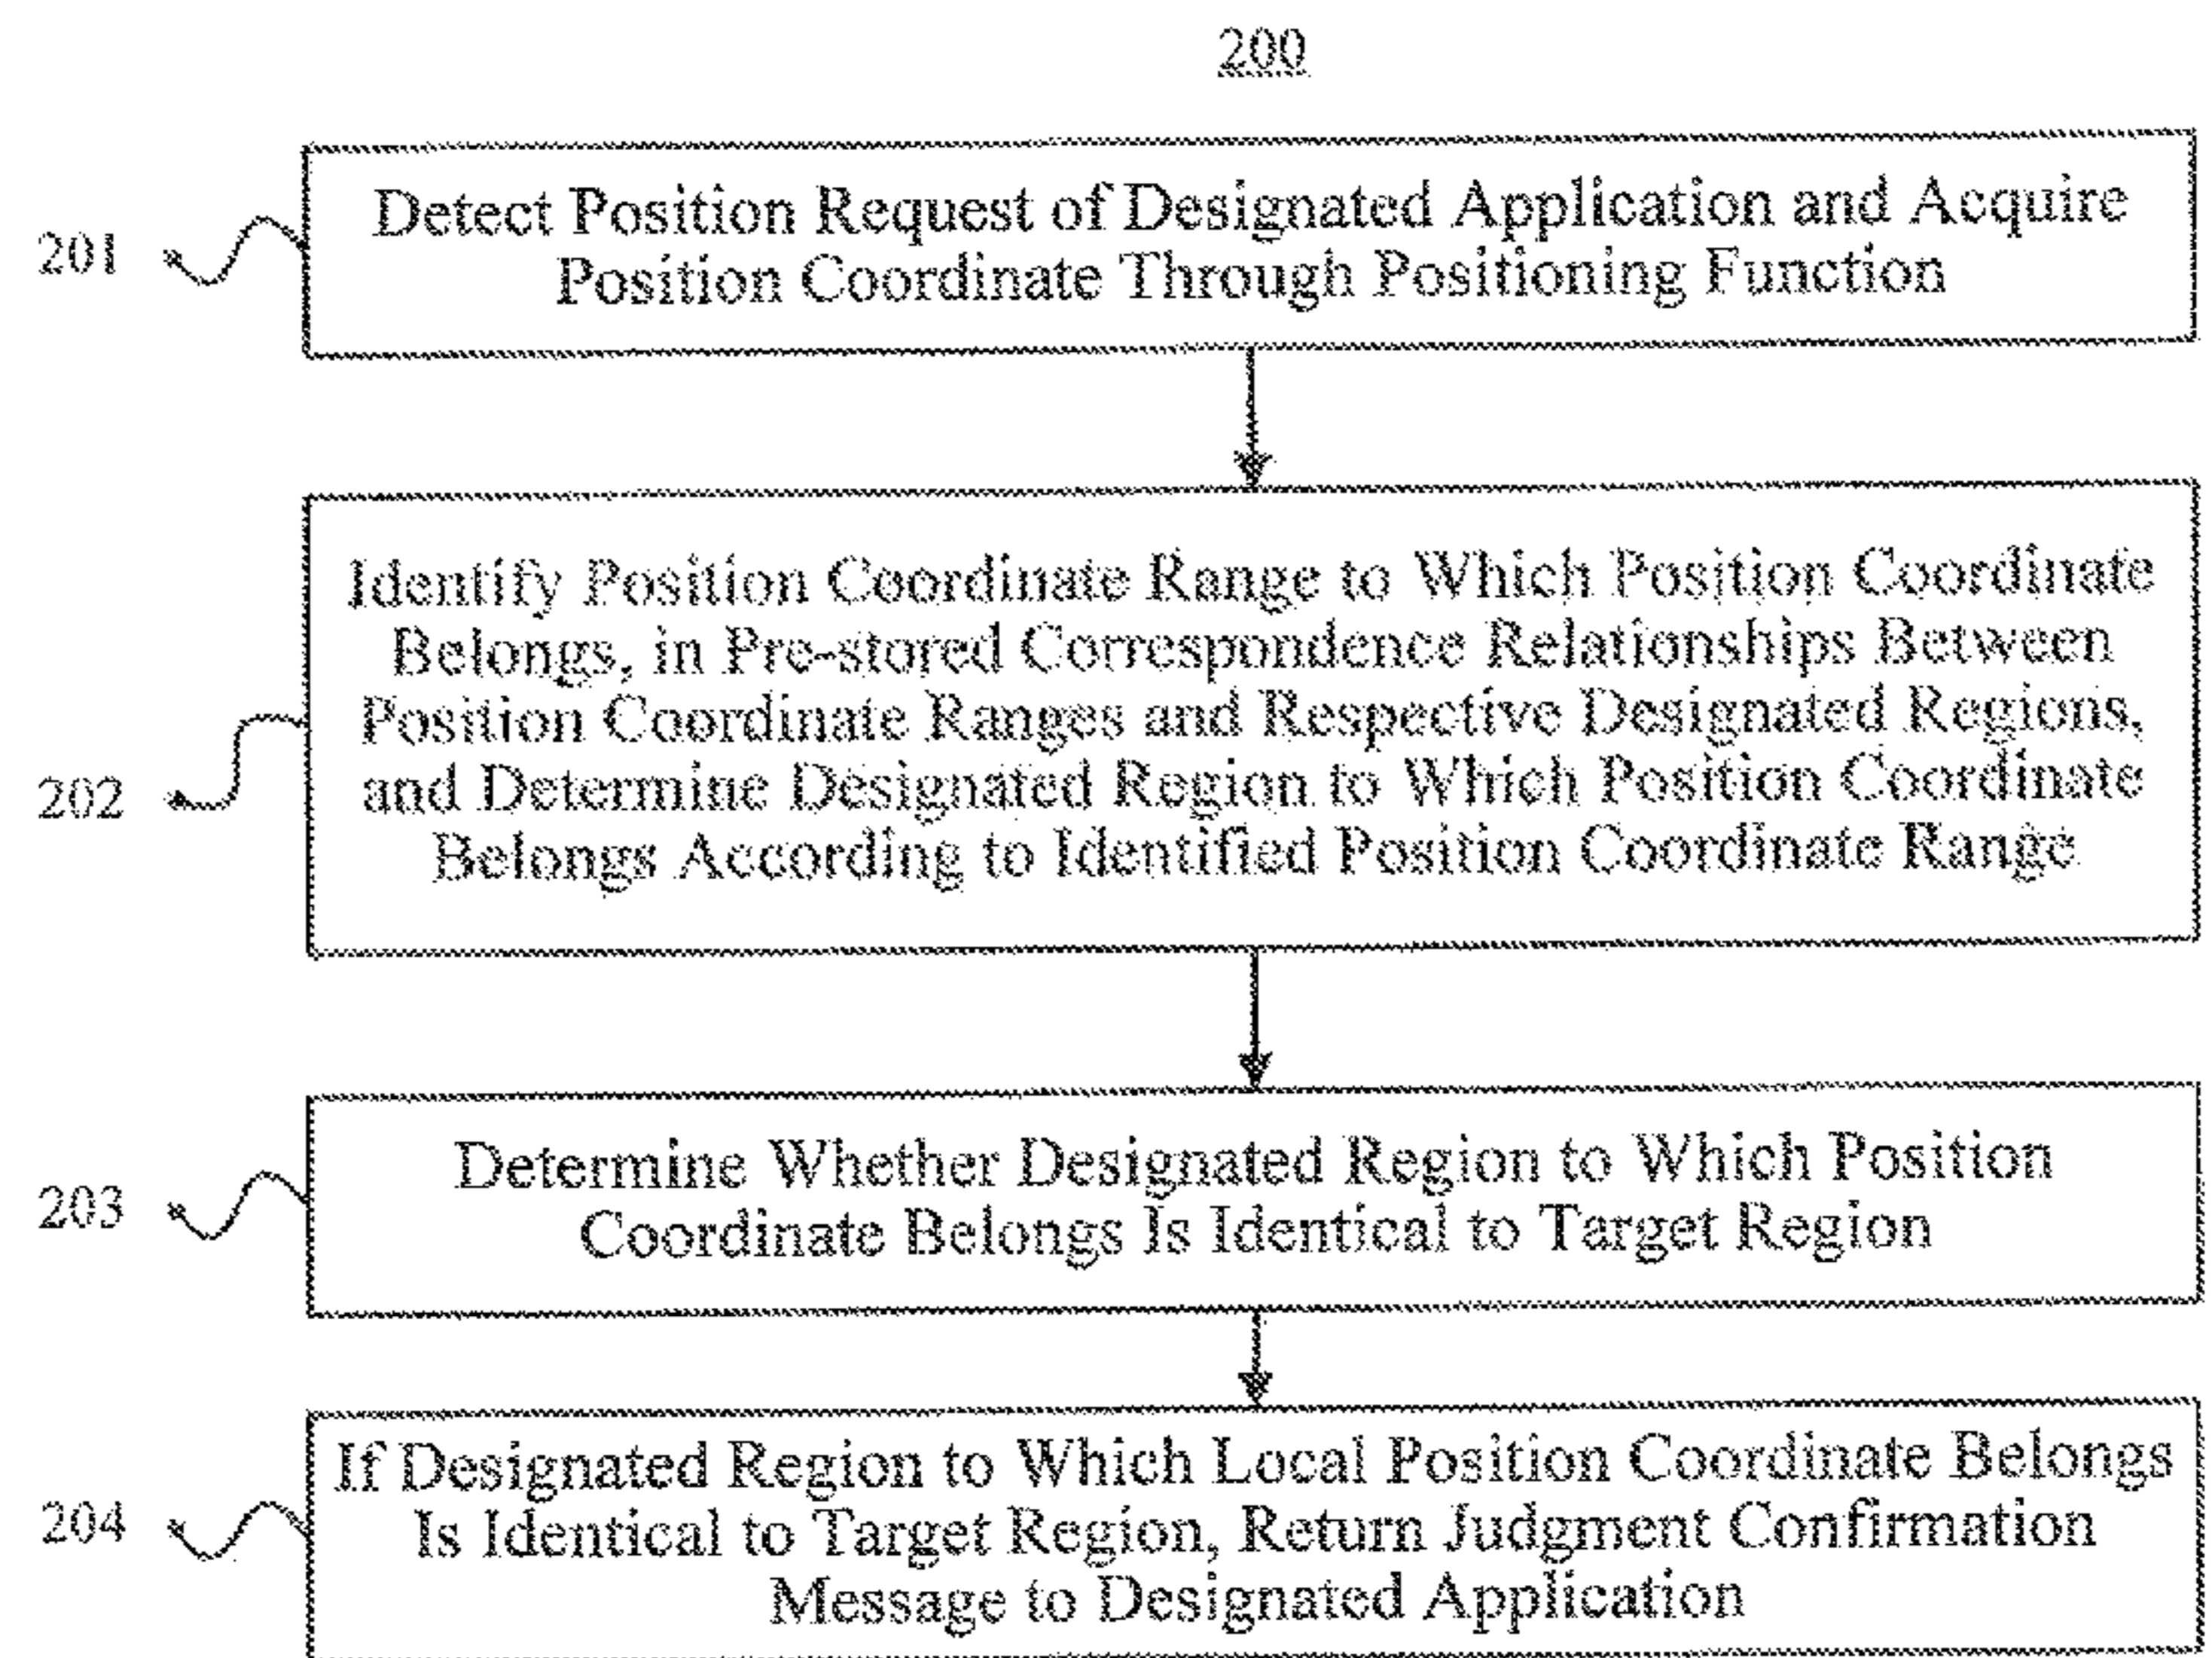 200
201
Detect Position Request of Designated Application and Acquire
Position Coordinate Through Positioning Function
202
Identify Position Coordinate Range to Which Position Coordinate
Belongs, in Pre-stored Correspondence Relationships Between
Position Coordinate Ranges and Respective Designated Regions,
and Determine Designated Region to Which Position Coordinate
Belongs According to Identified Position Coordinate Range
203
Determine Whether Designated Region to Which Position
Coordinate Belongs Is Identical to Target Region
204
If Designated Region to Which Local Position Coordinate Belongs
Is Identical to Target Region, Return Judgment Confirmation
Message to Designated Application